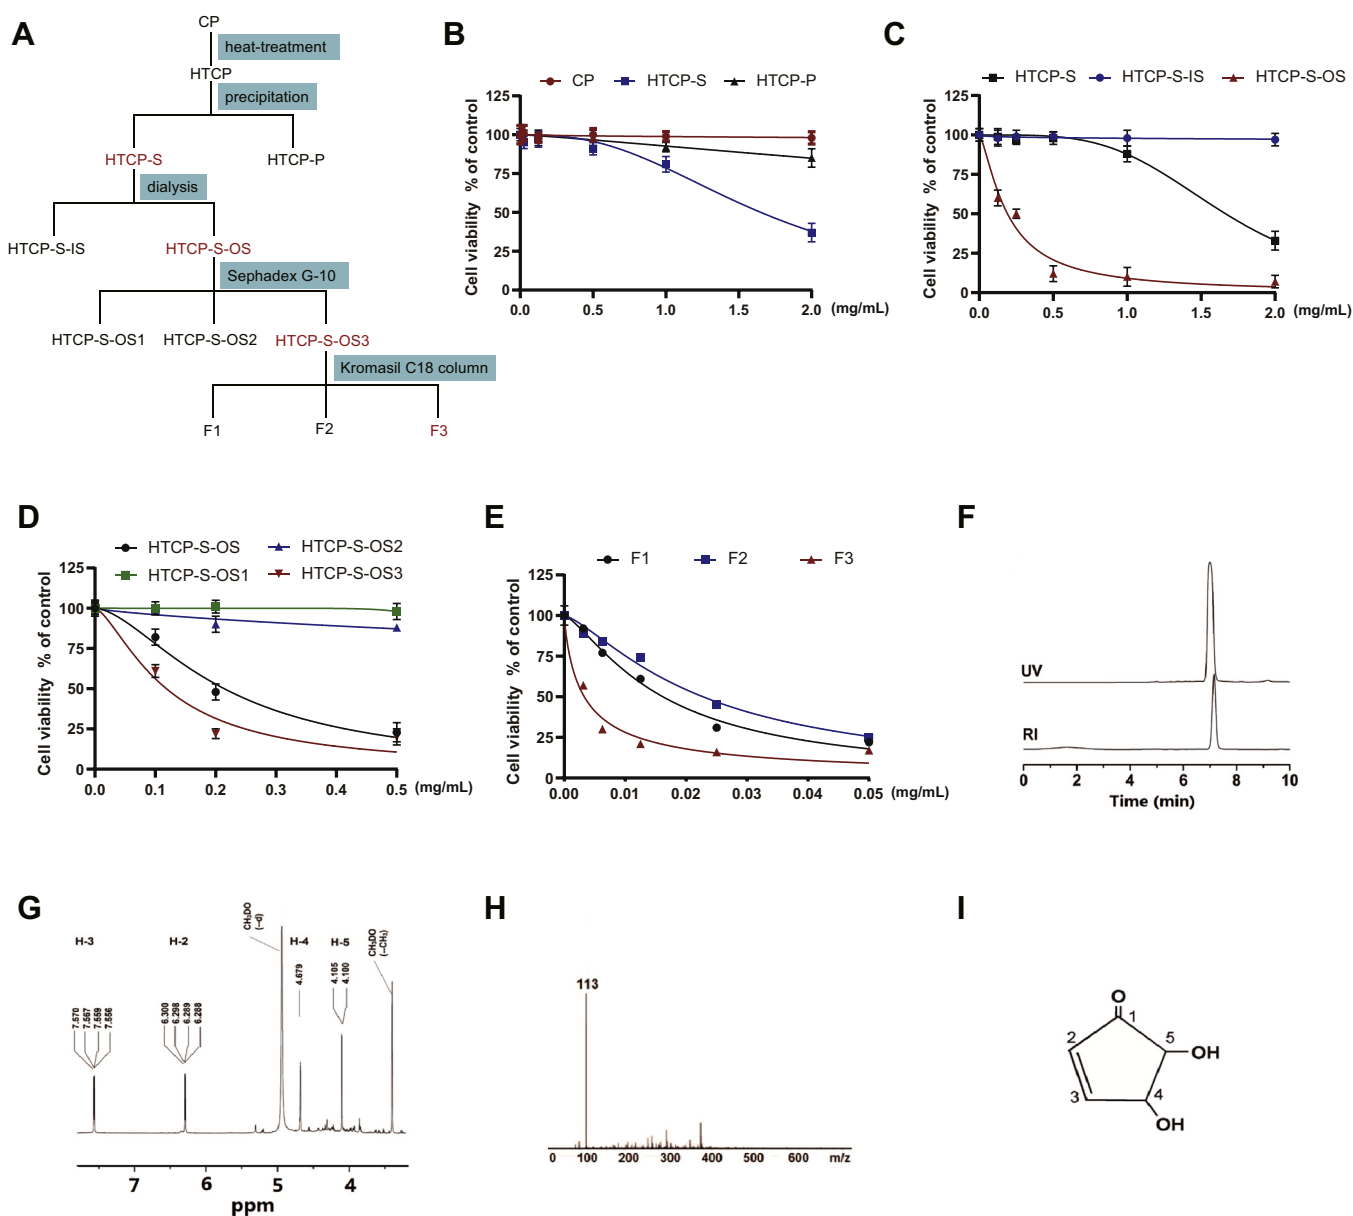 A
CP
heat-treatment
HTCP
precipitation
HTCP-S
HTCP-P
dialysis
HTCP-S-IS
HTCP-S-OS
Sephadex G-10
HTCP-S-OS1
HTCP-S-OS2
HTCP-S-OS3
Kromasil C18 column
F1
F2
F3
B
CP
HTCP-S
HTCP-P
Cell viability % of control
125
100
75
50
25
0
0.0
0.5
1.0
1.5
2.0
(mg/mL)
C
HTCP-S
HTCP-S-IS
HTCP-S-OS
Cell viability % of control
125
100
75
50
25
0
0.0
0.5
1.0
1.5
2.0
(mg/mL)
D
HTCP-S-OS
HTCP-S-OS2
HTCP-S-OS1
HTCP-S-OS3
Cell viability % of control
125
100
75
50
25
0
0.0
0.1
0.2
0.3
0.4
0.5
(mg/mL)
E
F1
F2
F3
Cell viability % of control
125
100
75
50
25
0
0.00
0.01
0.02
0.03
0.04
0.05
(mg/mL)
F
UV
RI
0
2
4
6
8
10
Time (min)
G
H-3
H-2
H-4
H-5
CH₃DO
(–d)
CH₃DO
(–CH₃)
7.570
7.567
7.559
7.556
6.300
6.298
6.289
6.288
4.679
4.105
4.100
7
6
5
4
ppm
H
113
0
100
200
300
400
600
m/z
I
O
1
2
5
OH
3
4
OH